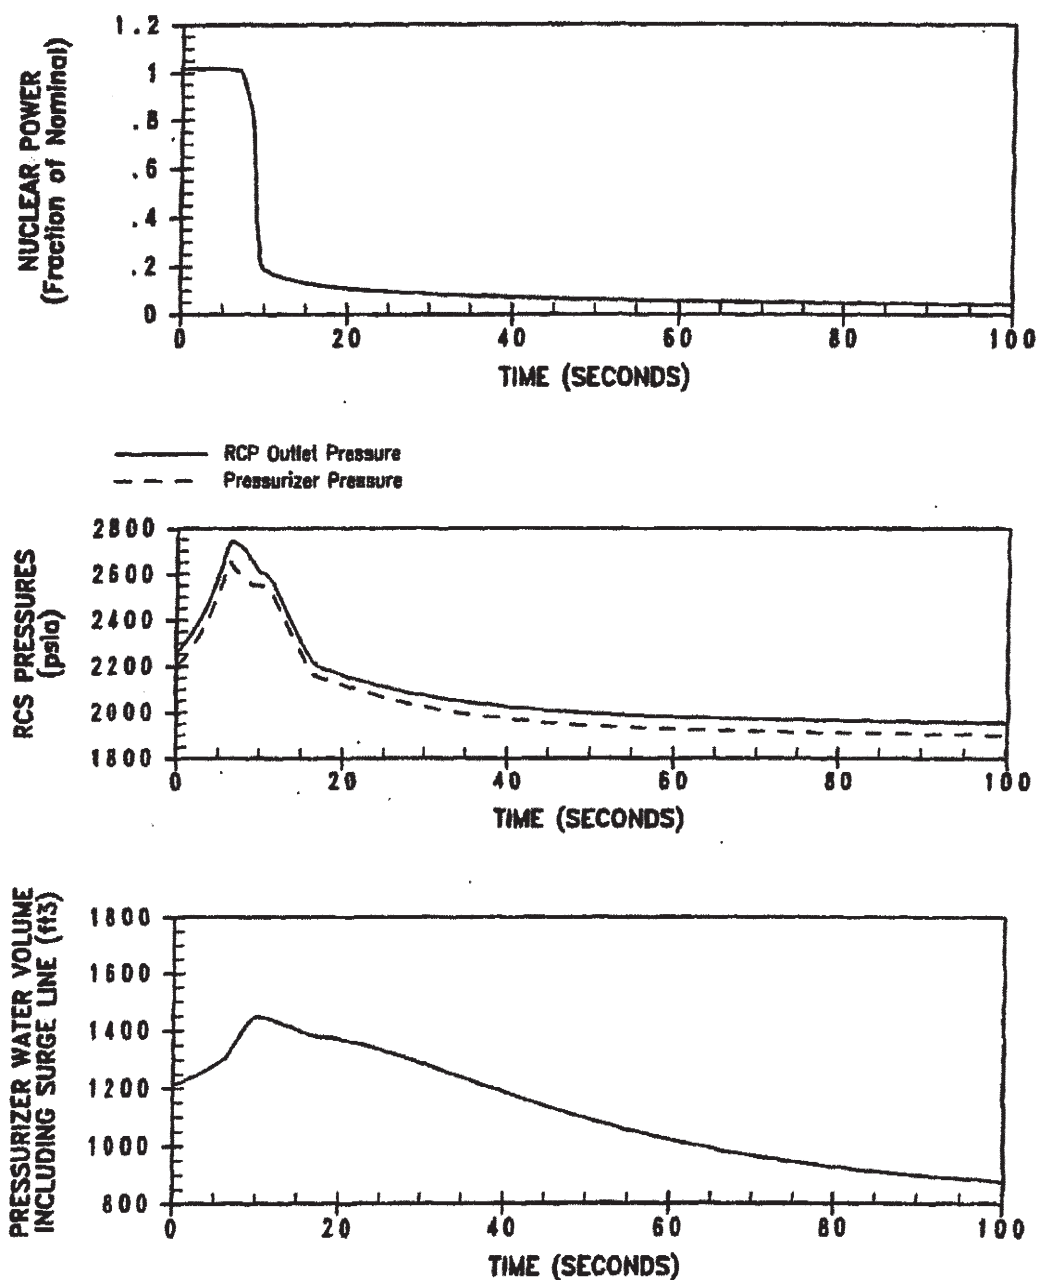 NUCLEAR POWER
(Fraction of Nominal)
1.2
1
.8
.6
.4
.2
0
0 20 40 60 80 100
TIME (SECONDS)
RCP Outlet Pressure
Pressurizer Pressure
RCS PRESSURES
(psia)
2800
2600
2400
2200
2000
1800
0 20 40 60 80 100
TIME (SECONDS)
PRESSURIZER WATER VOLUME
INCLUDING SURGE LINE (ft3)
1800
1600
1400
1200
1000
800
0 20 40 60 80 100
TIME (SECONDS)